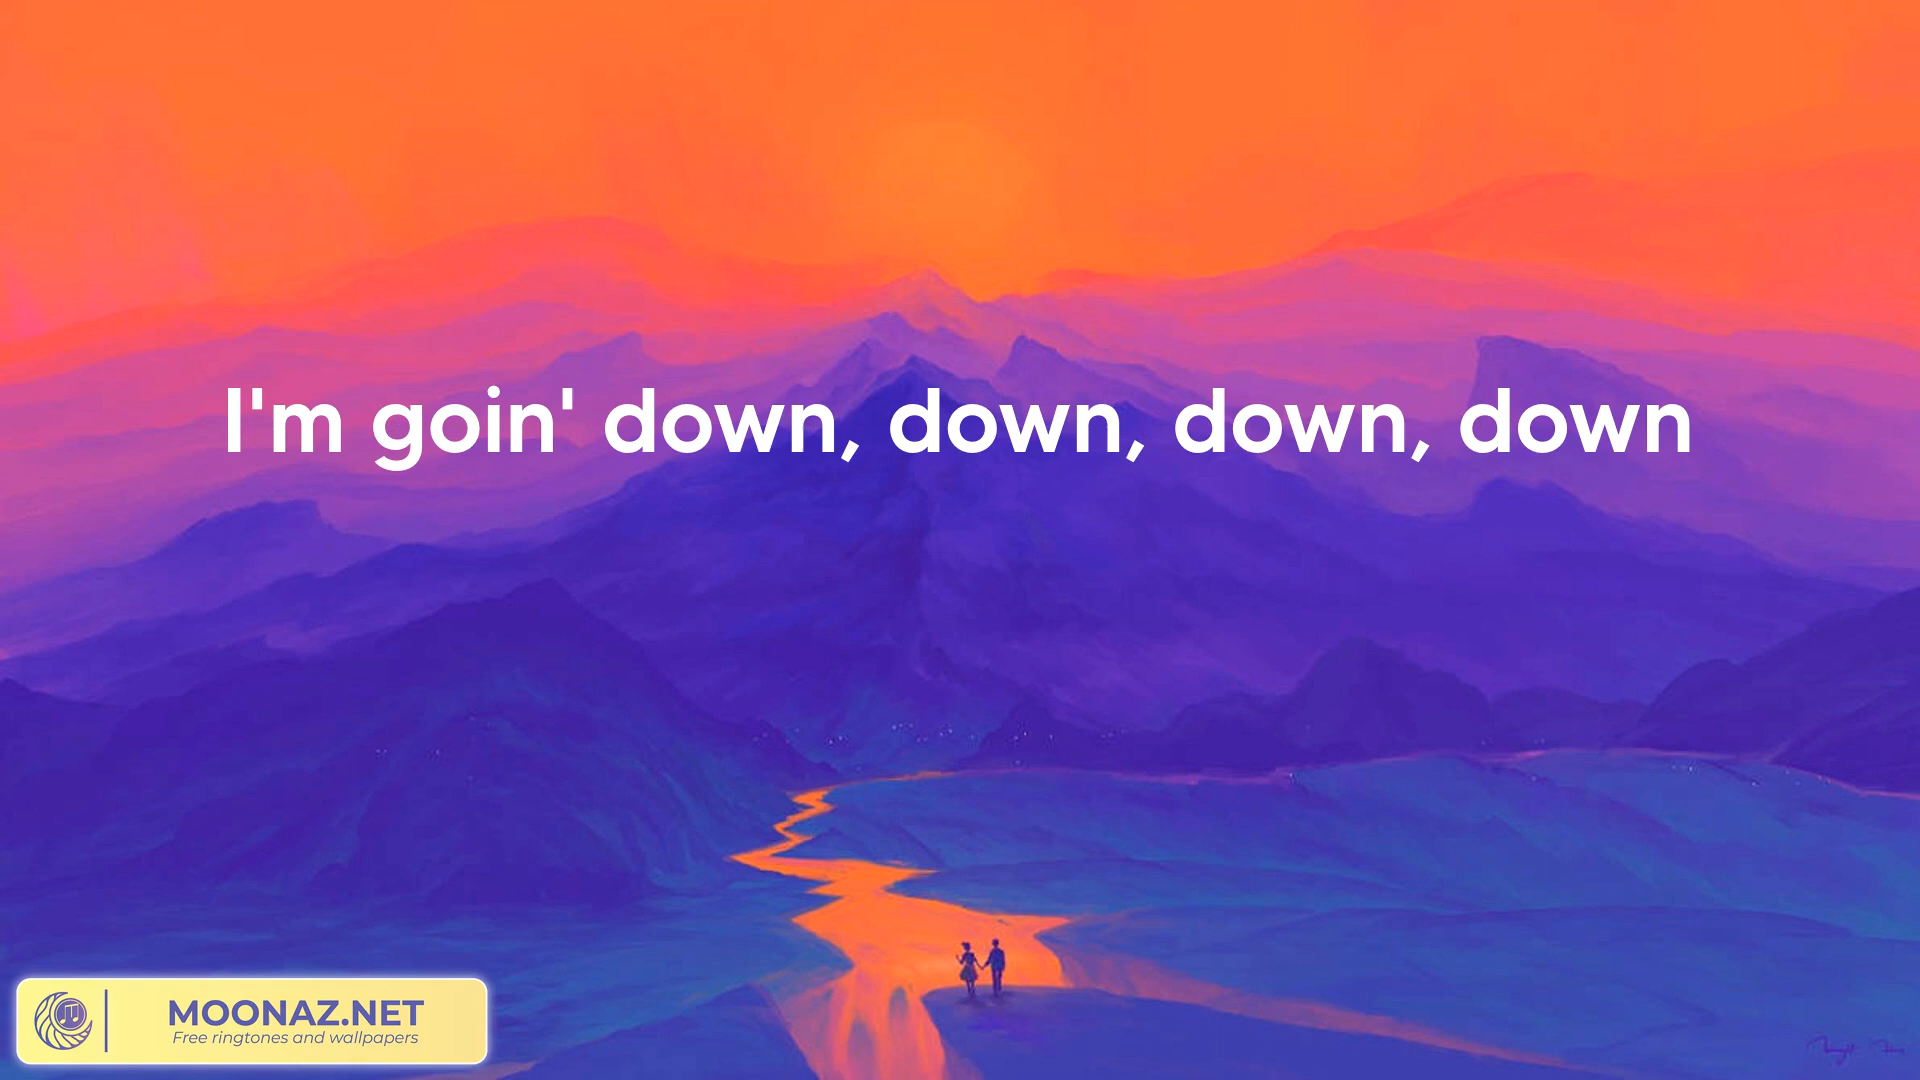 I'm goin' down, down, down, down
MOONAZ.NET
Free ringtones and wallpapers